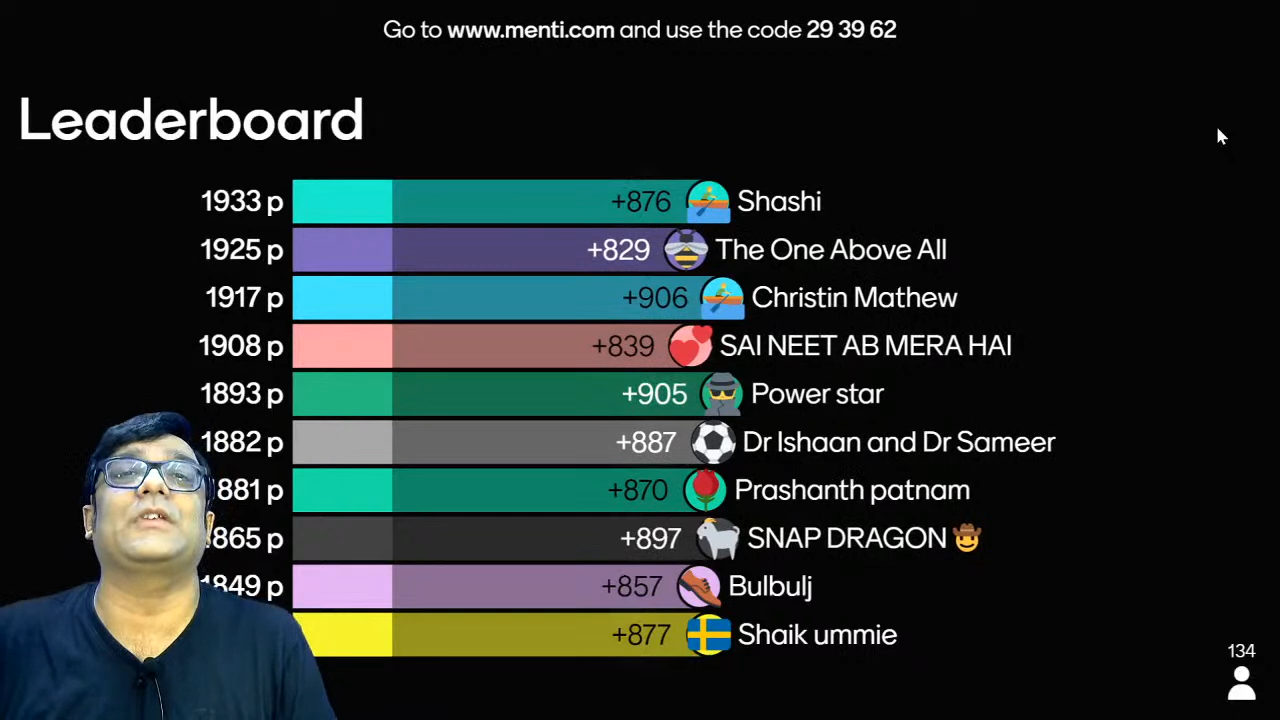 Go to www.menti.com and use the code 29 39 62
Leaderboard
1933 p +876 Shashi
1925 p +829 The One Above All
1917 p +906 Christin Mathew
1908 p +839 SAI NEET AB MERA HAI
1893 p +905 Power star
1882 p +887 Dr Ishaan and Dr Sameer
881 p +870 Prashanth patnam
865 p +897 SNAP DRAGON 🤠
1849 p +857 Bulbulj
+877 Shaik ummie
134